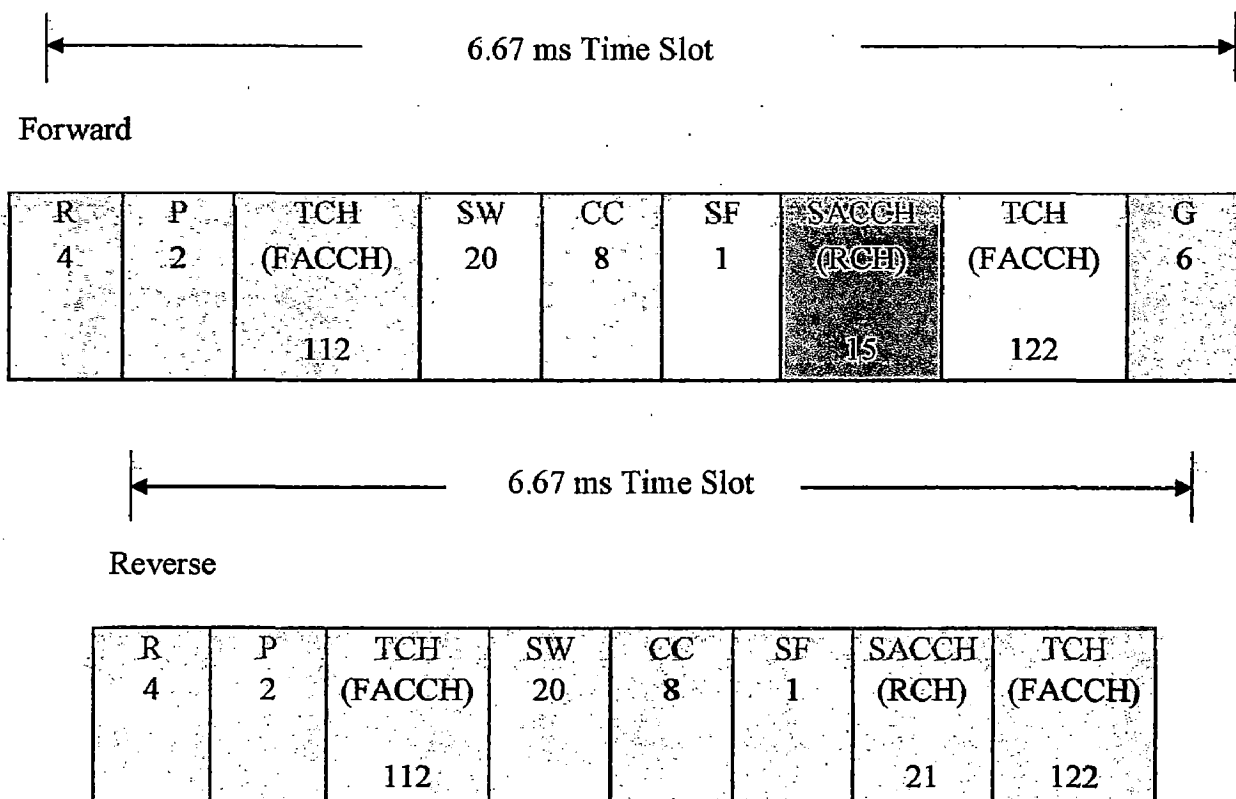 6.67 ms Time Slot
Forward
R P TCH SW CC SF SACCH TCH G
4 2 (FACCH) 20 8 1 (RCH) (FACCH) 6
112 15 122
6.67 ms Time Slot
Reverse
R P TCH SW CC SF SACCH TCH
4 2 (FACCH) 20 8 1 (RCH) (FACCH)
112 21 122